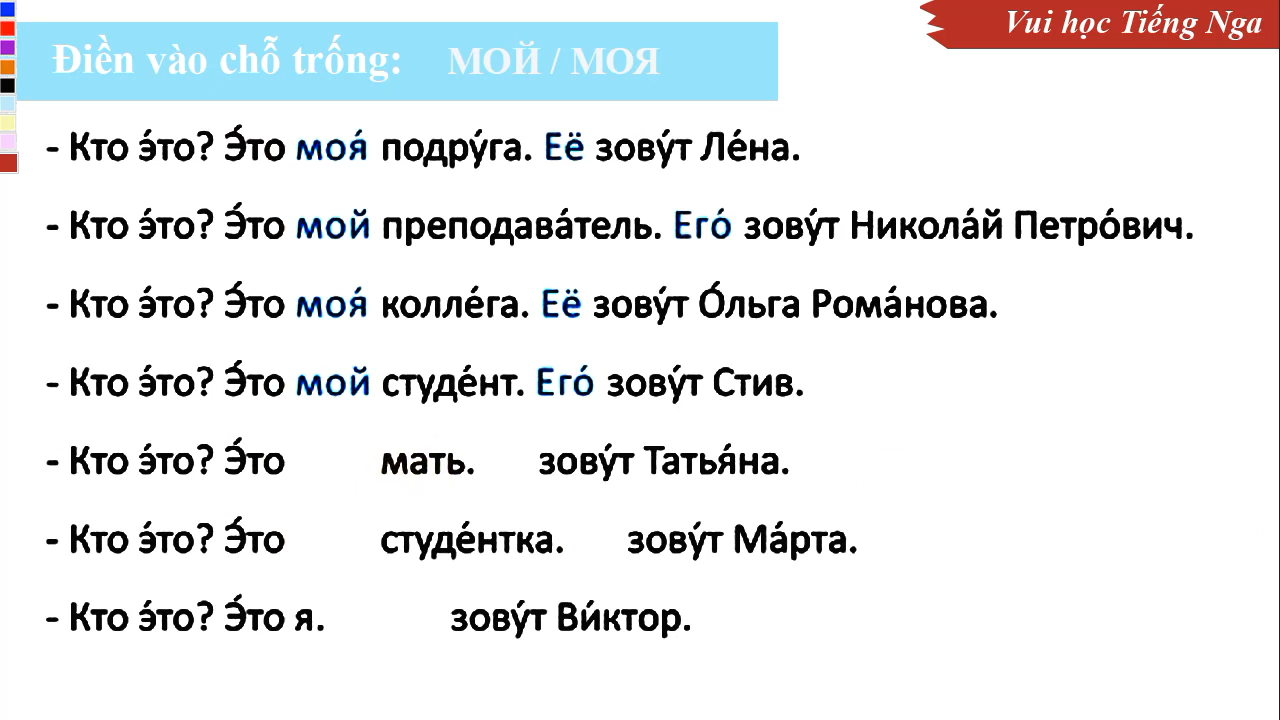 Vui học Tiếng Nga
Điền vào chỗ trống: МОЙ / МОЯ
- Кто э́то? Э́то моя́ подру́га. Её зову́т Ле́на.
- Кто э́то? Э́то мой преподава́тель. Его́ зову́т Никола́й Петро́вич.
- Кто э́то? Э́то моя́ колле́га. Её зову́т О́льга Рома́нова.
- Кто э́то? Э́то мой студе́нт. Его́ зову́т Стив.
- Кто э́то? Э́то мать. зову́т Татья́на.
- Кто э́то? Э́то студе́нтка. зову́т Ма́рта.
- Кто э́то? Э́то я. зову́т Ви́ктор.